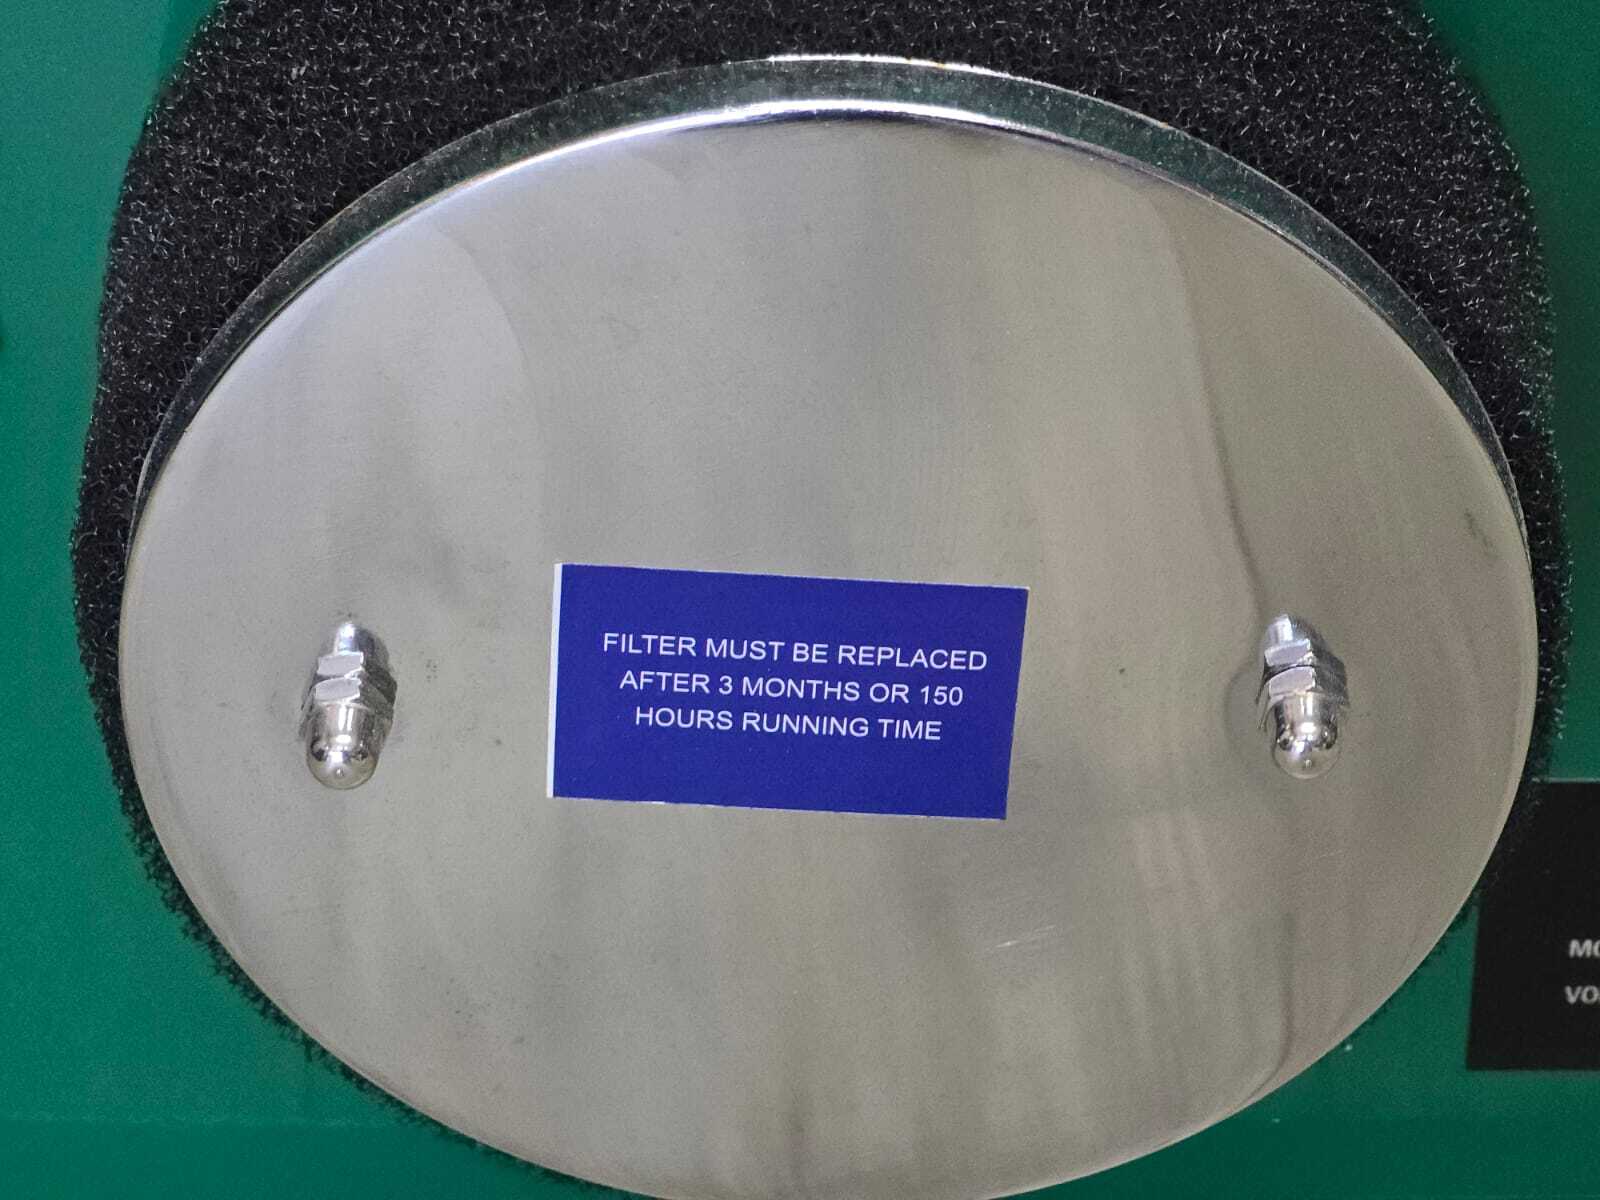 FILTER MUST BE REPLACED
AFTER 3 MONTHS OR 150
HOURS RUNNING TIME